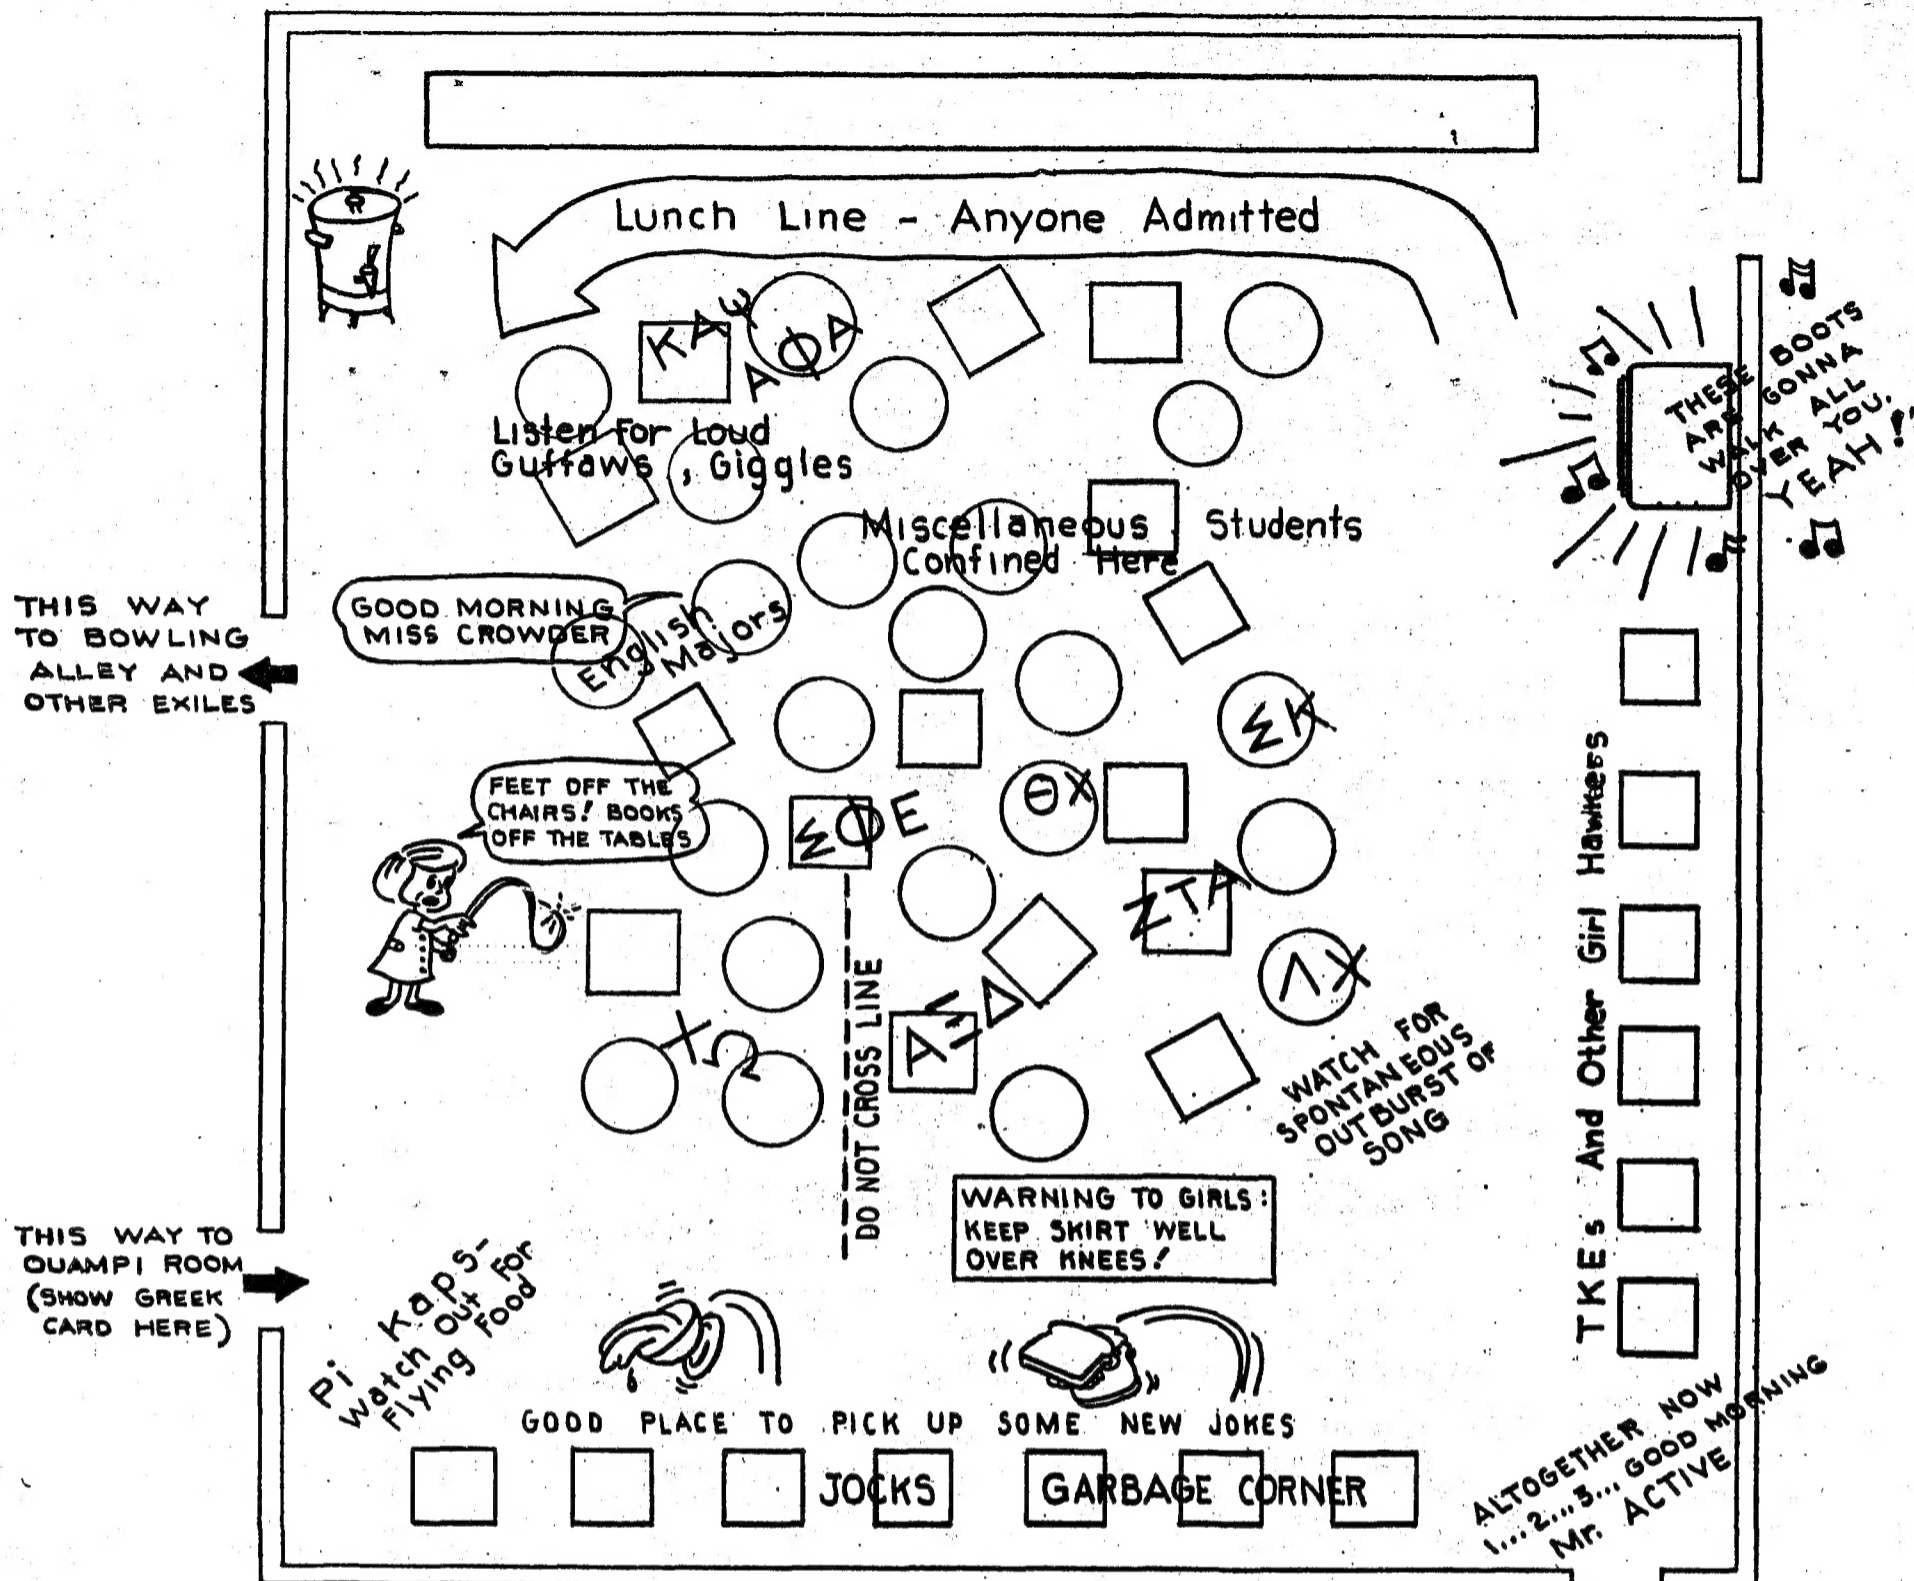 Lunch Line - Anyone Admitted
ΚΑΨ
ΑΦΑ
THESE BOOTS
ARE GONNA
WALK ALL
OVER YOU.
YEAH!
Listen for Loud
Guffaws, Giggles
Miscellaneous Students
Confined Here
THIS WAY
TO BOWLING
ALLEY AND
OTHER EXILES
GOOD MORNING
MISS CROWDER
English
Majors
ΣΚ
FEET OFF THE
CHAIRS! BOOKS
OFF THE TABLES
ΣΦΕ
ΘΧ
ΖΤΑ
ΛΧ
ΑΞΔ
ΧΩ
DO NOT CROSS LINE
WATCH FOR
SPONTANEOUS
OUTBURST OF
SONG
TKEs And Other Girl Hawkers
WARNING TO GIRLS:
KEEP SKIRT WELL
OVER KNEES!
THIS WAY TO
OUAMPI ROOM
(SHOW GREEK
CARD HERE)
Pi Kaps-
Watch Out For
Flying Food
GOOD PLACE TO PICK UP SOME NEW JOKES
JOCKS GARBAGE CORNER
ALTOGETHER NOW
1...2...3... GOOD MORNING
Mr. ACTIVE